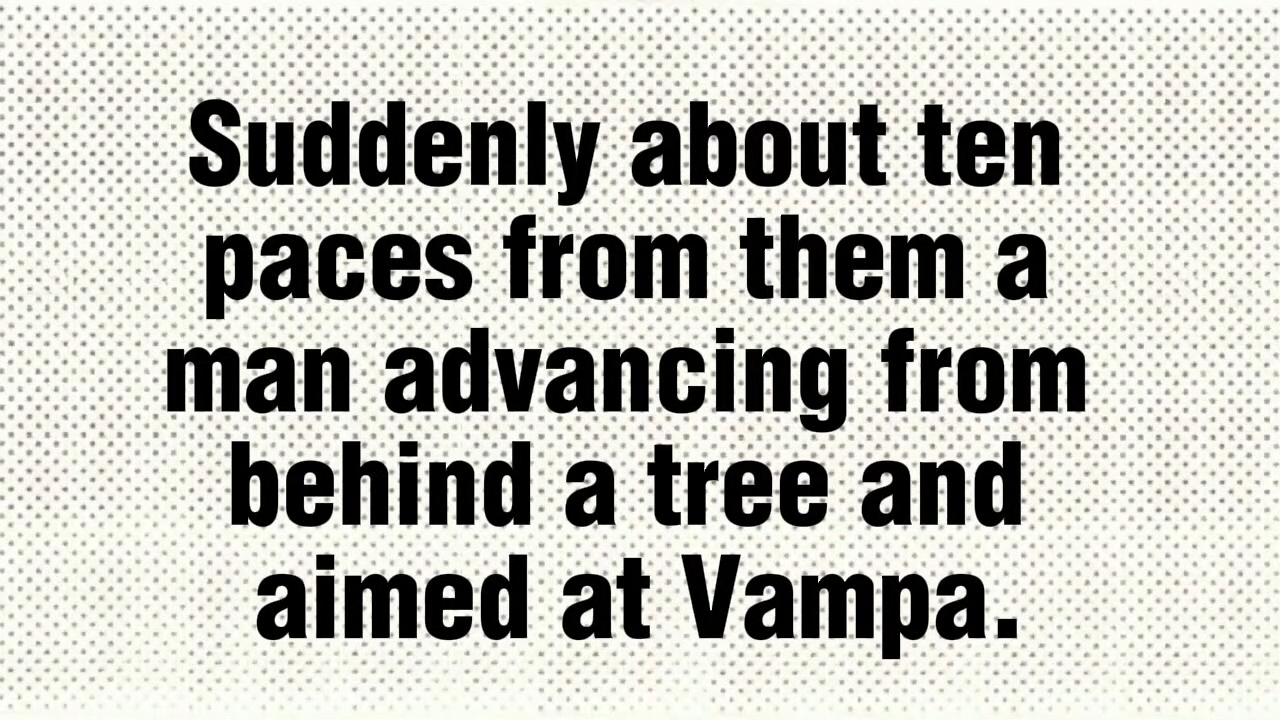 Suddenly about ten
paces from them a
man advancing from
behind a tree and
aimed at Vampa.